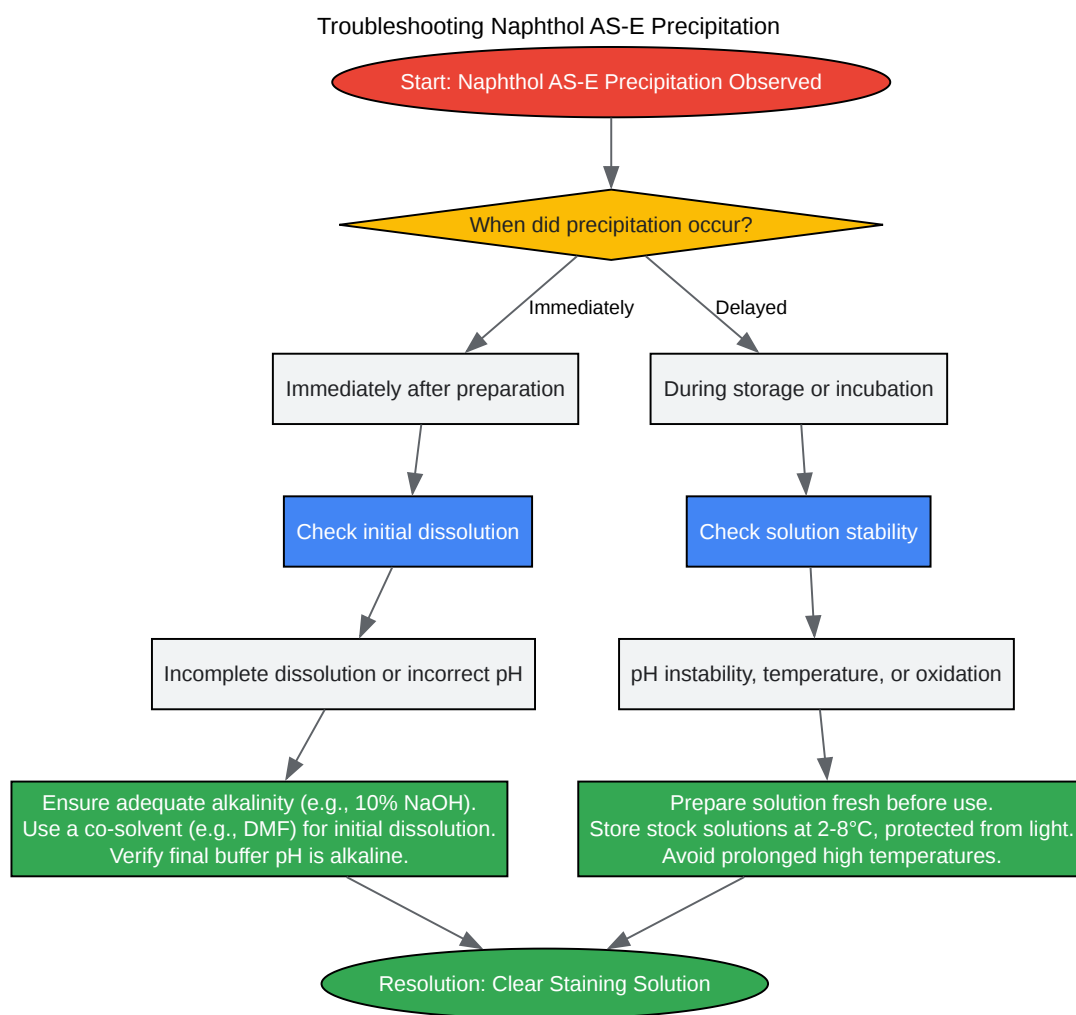 Troubleshooting Naphthol AS-E Precipitation
Start: Naphthol AS-E Precipitation Observed
When did precipitation occur?
Immediately
Delayed
Immediately after preparation
During storage or incubation
Check initial dissolution
Check solution stability
Incomplete dissolution or incorrect pH
pH instability, temperature, or oxidation
Ensure adequate alkalinity (e.g., 10% NaOH).
Use a co-solvent (e.g., DMF) for initial dissolution.
Verify final buffer pH is alkaline.
Prepare solution fresh before use.
Store stock solutions at 2-8°C, protected from light.
Avoid prolonged high temperatures.
Resolution: Clear Staining Solution